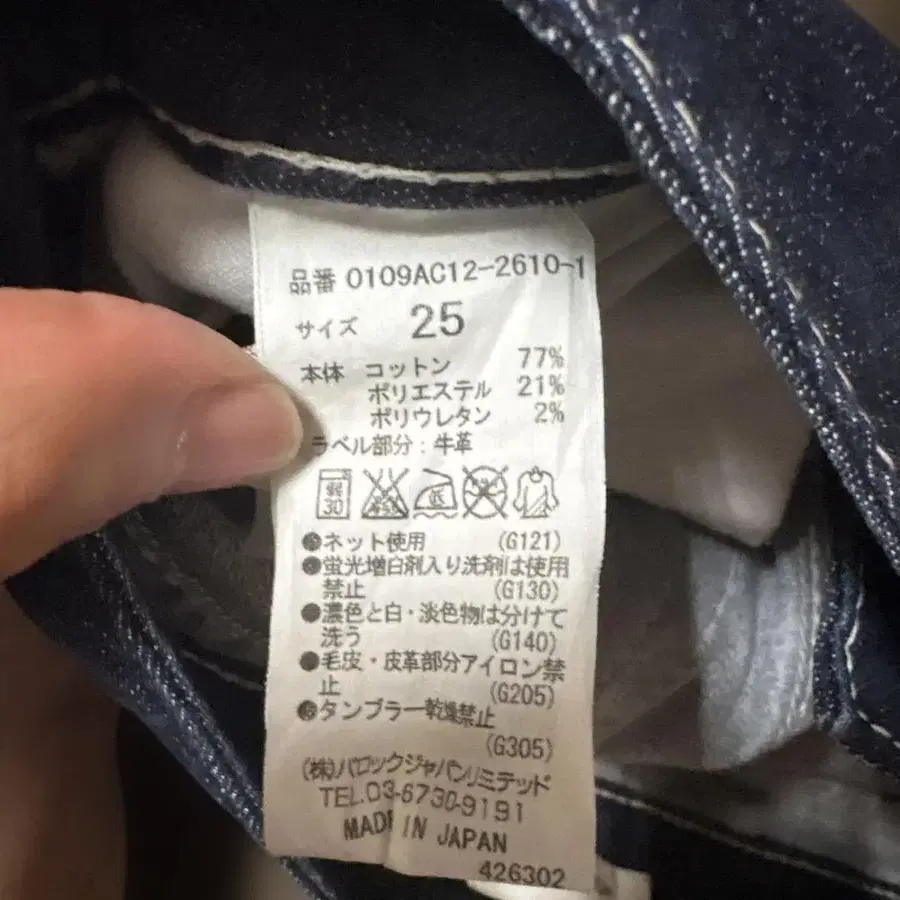 品番 0109AC12-2610-1
サイズ 25
本体 コットン 77%
ポリエステル 21%
ポリウレタン 2%
ラベル部分:牛革
弱 30 低
●ネット使用 (G121)
●蛍光増白剤入り洗剤は使用
禁止 (G130)
●濃色と白・淡色物は分けて
洗う (G140)
●毛皮・皮革部分アイロン禁
止 (G205)
●タンブラー乾燥禁止
(G305)
(株)バロックジャパンリミテッド
TEL.03-6730-9191
MADE IN JAPAN
426302